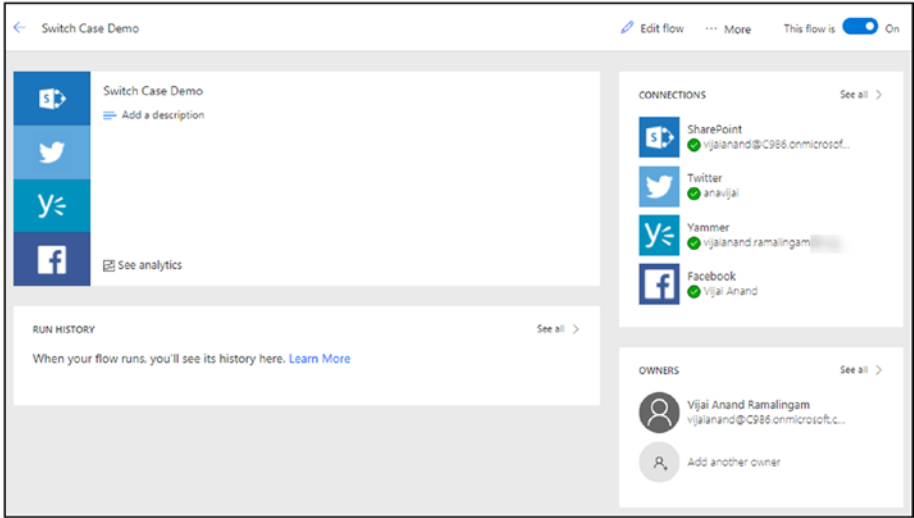 Switch Case Demo
Edit flow
··· More
This flow is
On
Switch Case Demo
Add a description
See analytics
RUN HISTORY
See all
When your flow runs, you'll see its history here. Learn More
CONNECTIONS
See all
SharePoint
vijaianand@C986.onmicrosof...
Twitter
anavijai
Yammer
vijaianand.ramalingam
Facebook
Vijai Anand
OWNERS
See all
Vijai Anand Ramalingam
vijaianand@C986.onmicrosoft.c...
Add another owner